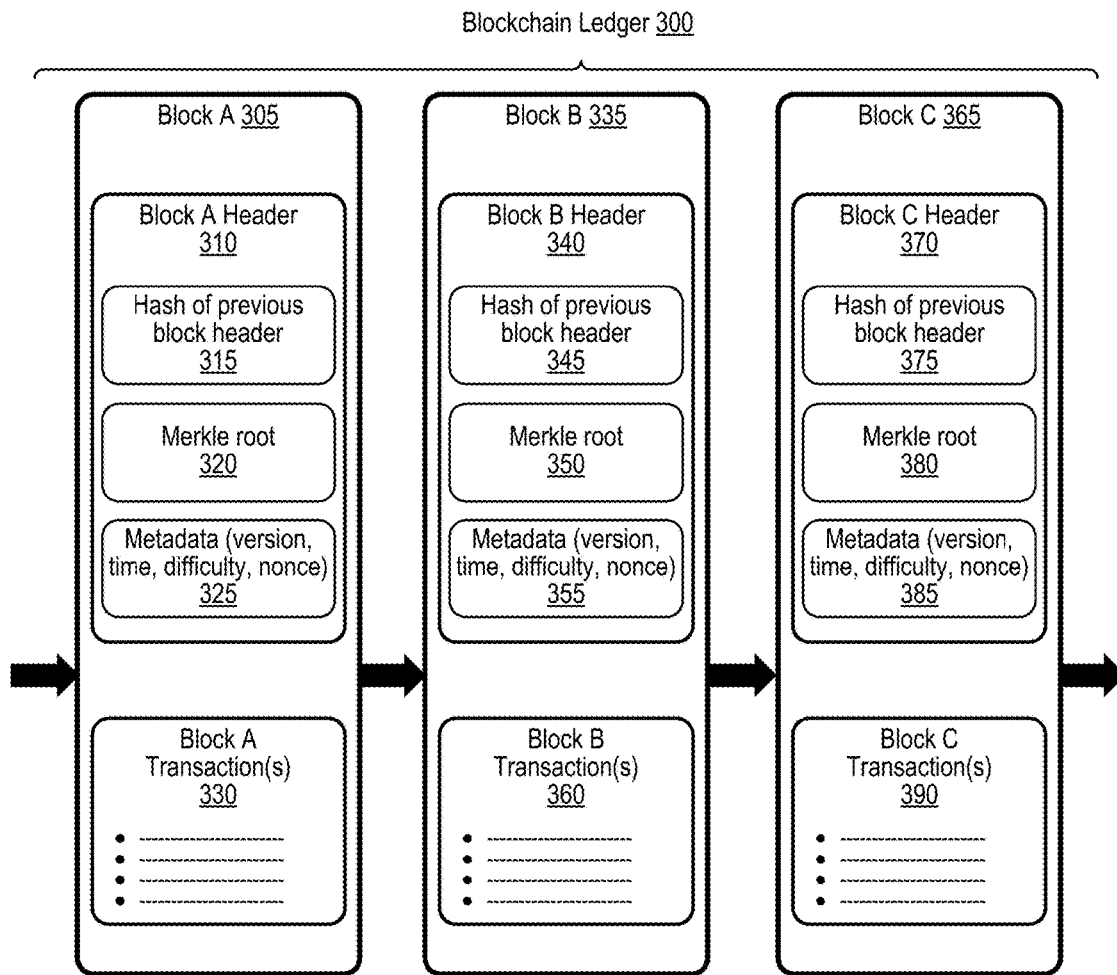 Blockchain Ledger 300
Block A 305
Block A Header
310
Hash of previous
block header
315
Merkle root
320
Metadata (version,
time, difficulty, nonce)
325
Block A
Transaction(s)
330
Block B 335
Block B Header
340
Hash of previous
block header
345
Merkle root
350
Metadata (version,
time, difficulty, nonce)
355
Block B
Transaction(s)
360
Block C 365
Block C Header
370
Hash of previous
block header
375
Merkle root
380
Metadata (version,
time, difficulty, nonce)
385
Block C
Transaction(s)
390